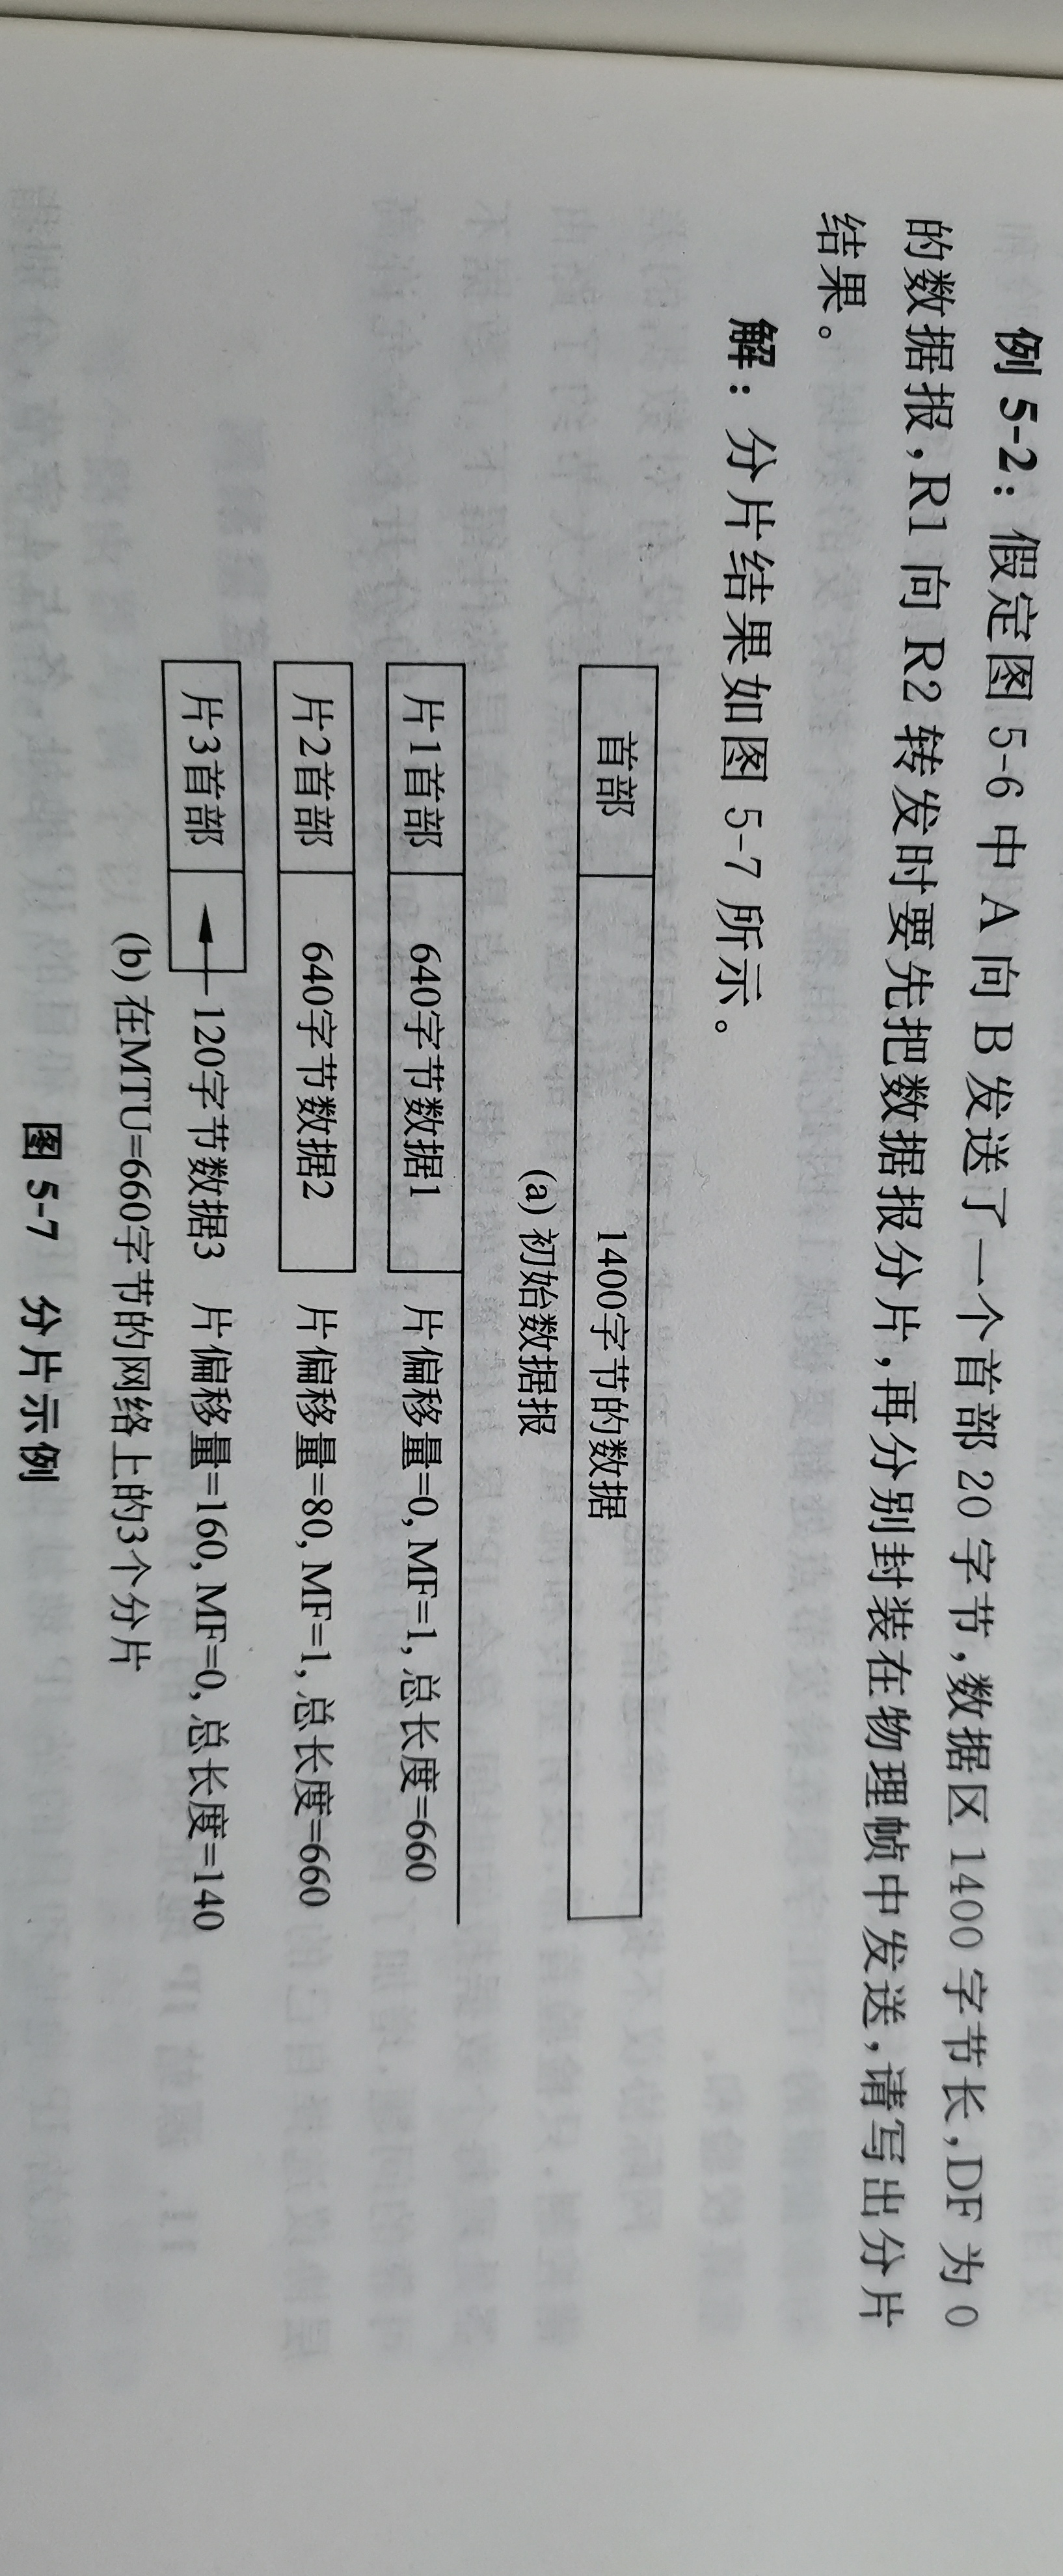 例 5-2：假定图 5-6 中 A 向 B 发送了一个首部 20 字节，数据区 1400 字节长，DF 为 0
的数据报，R1 向 R2 转发时要先把数据报分片，再分别封装在物理帧中发送，请写出分片
结果。
解：分片结果如图 5-7 所示。
首部 1400字节的数据
(a) 初始数据报
片1首部 640字节数据1 片偏移量=0, MF=1, 总长度=660
片2首部 640字节数据2 片偏移量=80, MF=1, 总长度=660
片3首部 120字节数据3 片偏移量=160, MF=0, 总长度=140
(b) 在MTU=660字节的网络上的3个分片
图 5-7 分片示例